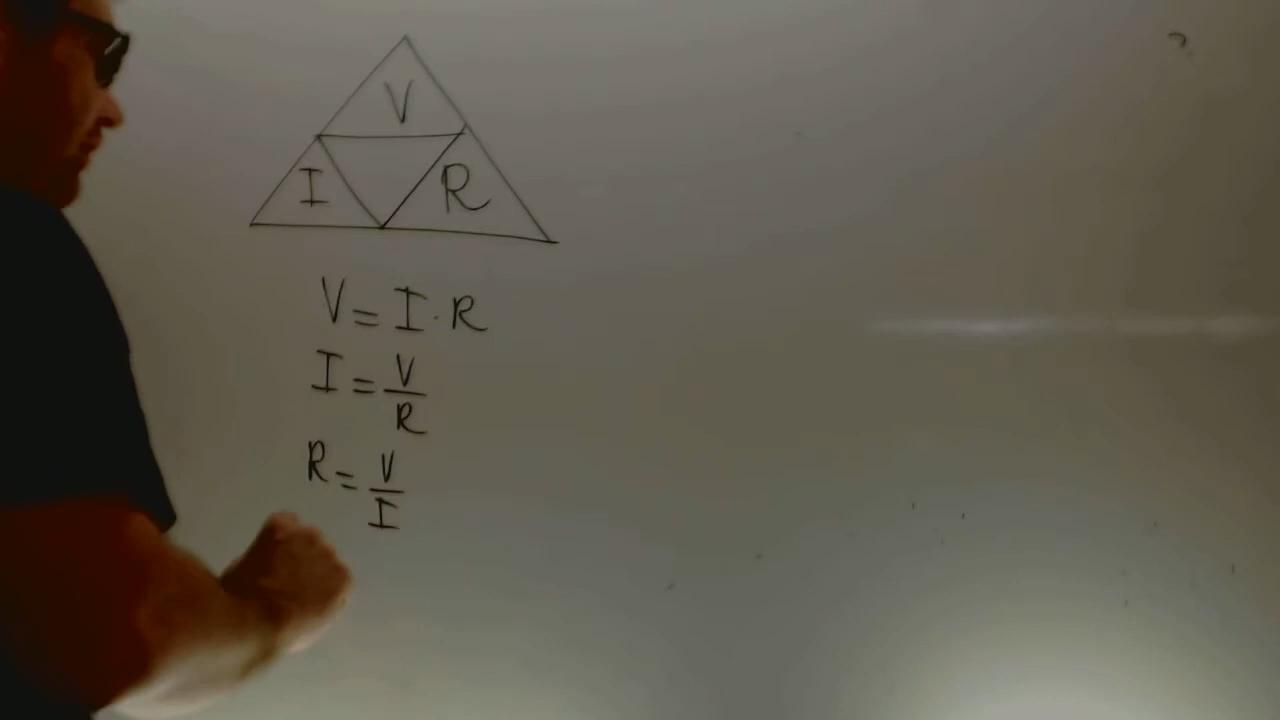 V
I R
V = I · R
I = V/R
R = V/I